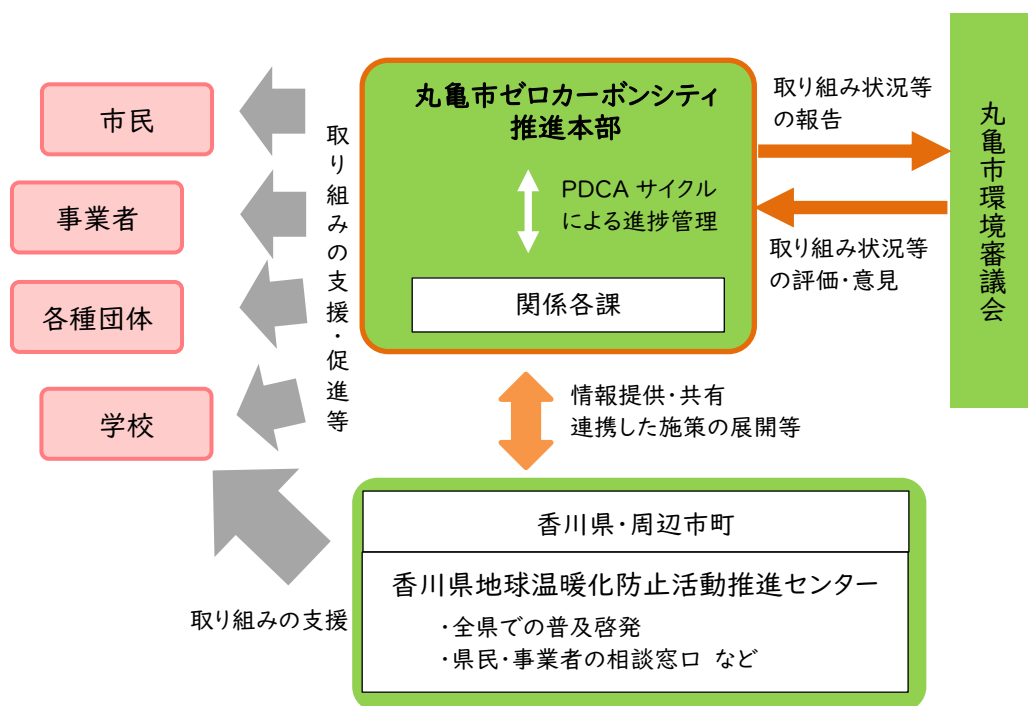 市民
事業者
各種団体
学校
取り組みの支援・促進等
丸亀市ゼロカーボンシティ
推進本部
PDCA サイクル
による進捗管理
関係各課
取り組み状況等
の報告
取り組み状況等
の評価・意見
丸亀市環境審議会
情報提供・共有
連携した施策の展開等
香川県・周辺市町
香川県地球温暖化防止活動推進センター
・全県での普及啓発
・県民・事業者の相談窓口 など
取り組みの支援